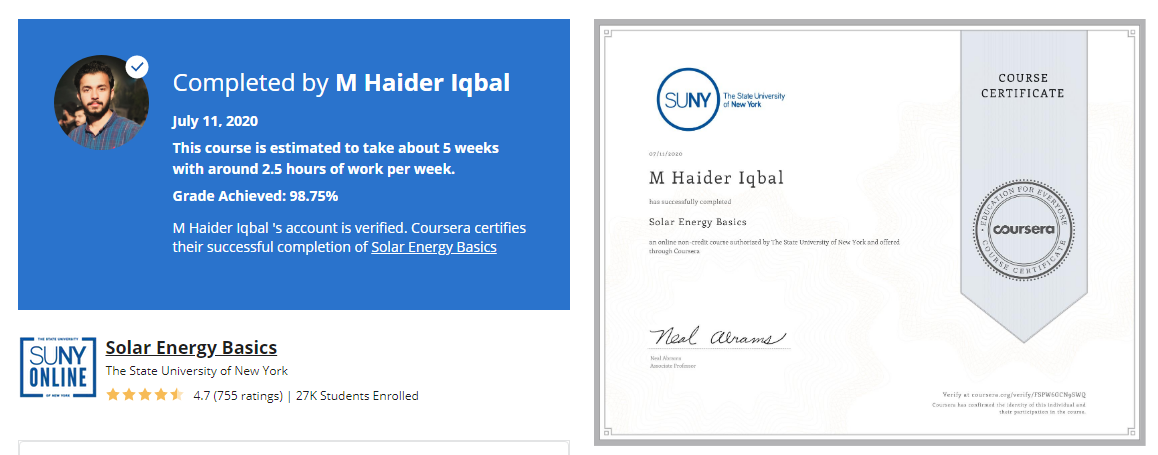 Completed by M Haider Iqbal
July 11, 2020
This course is estimated to take about 5 weeks
with around 2.5 hours of work per week.
Grade Achieved: 98.75%
M Haider Iqbal 's account is verified. Coursera certifies
their successful completion of Solar Energy Basics
THE STATE UNIVERSITY
SUNY
ONLINE
OF NEW YORK
Solar Energy Basics
The State University of New York
4.7 (755 ratings) | 27K Students Enrolled
SUNY
The State University
of New York
07/11/2020
M Haider Iqbal
has successfully completed
Solar Energy Basics
an online non-credit course authorized by The State University of New York and offered
through Coursera
Neal Abrams
Neal Abrams
Associate Professor
COURSE
CERTIFICATE
EDUCATION FOR EVERYONE
coursera
COURSE CERTIFICATE
Verify at coursera.org/verify/
Coursera has confirmed the identity of this individual and
their participation in the course.